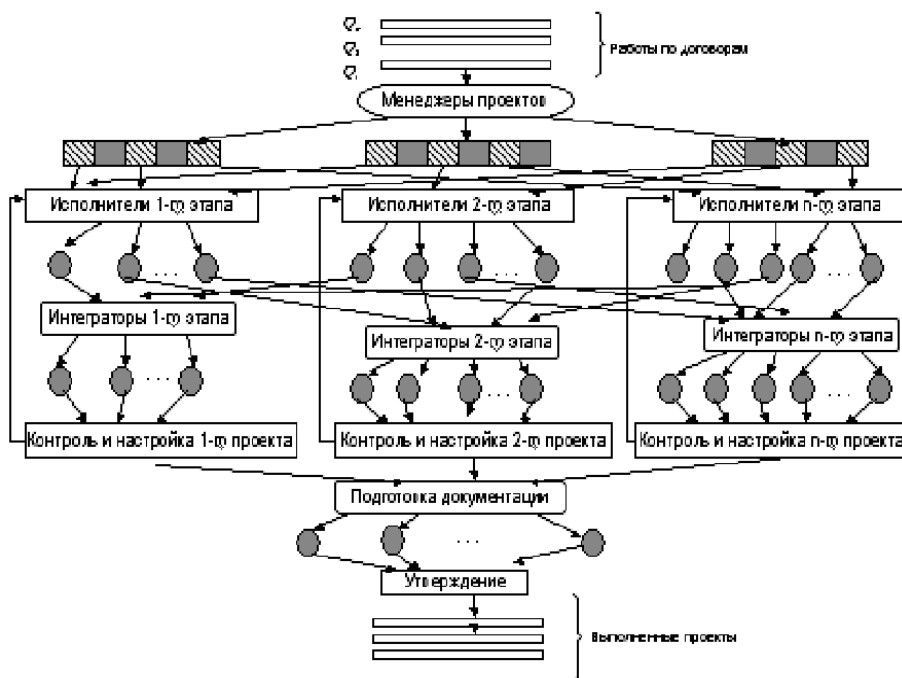 Работы по договорам
Менеджеры проектов
Исполнители 1-го этапа
Исполнители 2-го этапа
Исполнители n-го этапа
. . .
. . .
. . .
Интеграторы 1-го этапа
Интеграторы 2-го этапа
Интеграторы n-го этапа
. . .
. . .
. . .
Контроль и настройка 1-го проекта
Контроль и настройка 2-го проекта
Контроль и настройка n-го проекта
Подготовка документации
. . .
Утверждение
Выполненные проекты